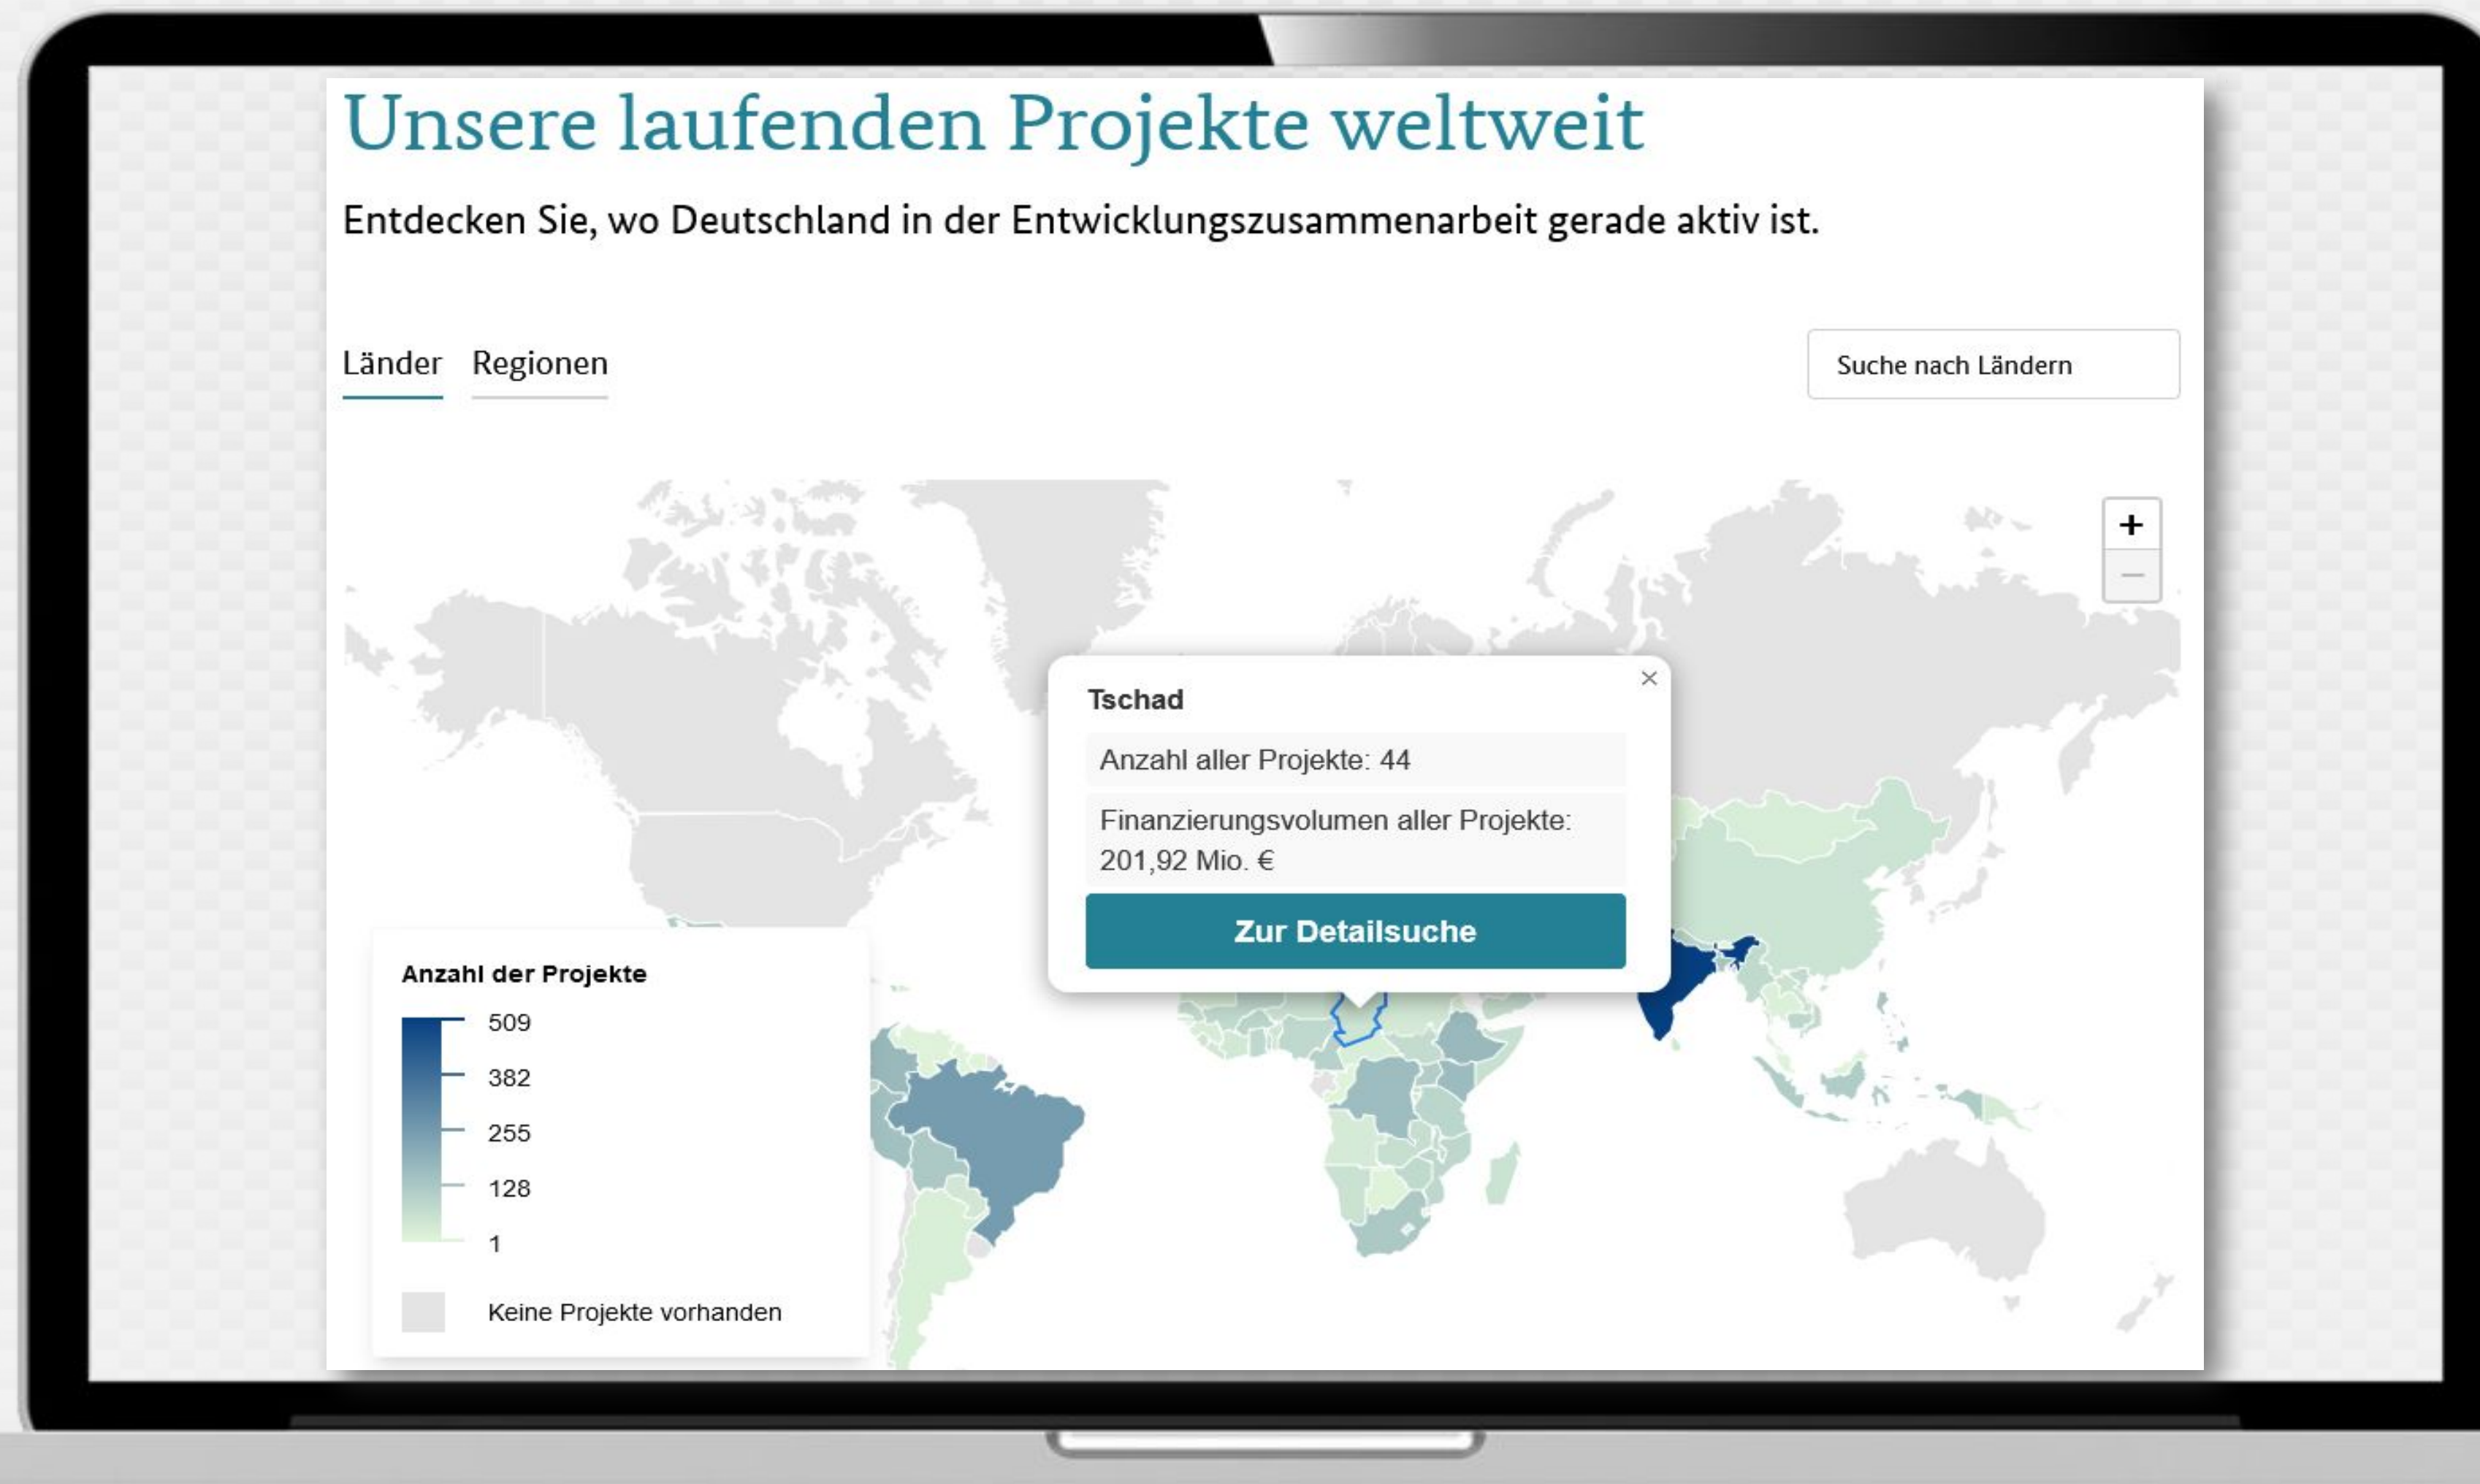 Unsere laufenden Projekte weltweit
Entdecken Sie, wo Deutschland in der Entwicklungszusammenarbeit gerade aktiv ist.
Länder Regionen
Suche nach Ländern
+
−
Tschad
×
Anzahl aller Projekte: 44
Finanzierungsvolumen aller Projekte:
201,92 Mio. €
Zur Detailsuche
Anzahl der Projekte
509
382
255
128
1
Keine Projekte vorhanden